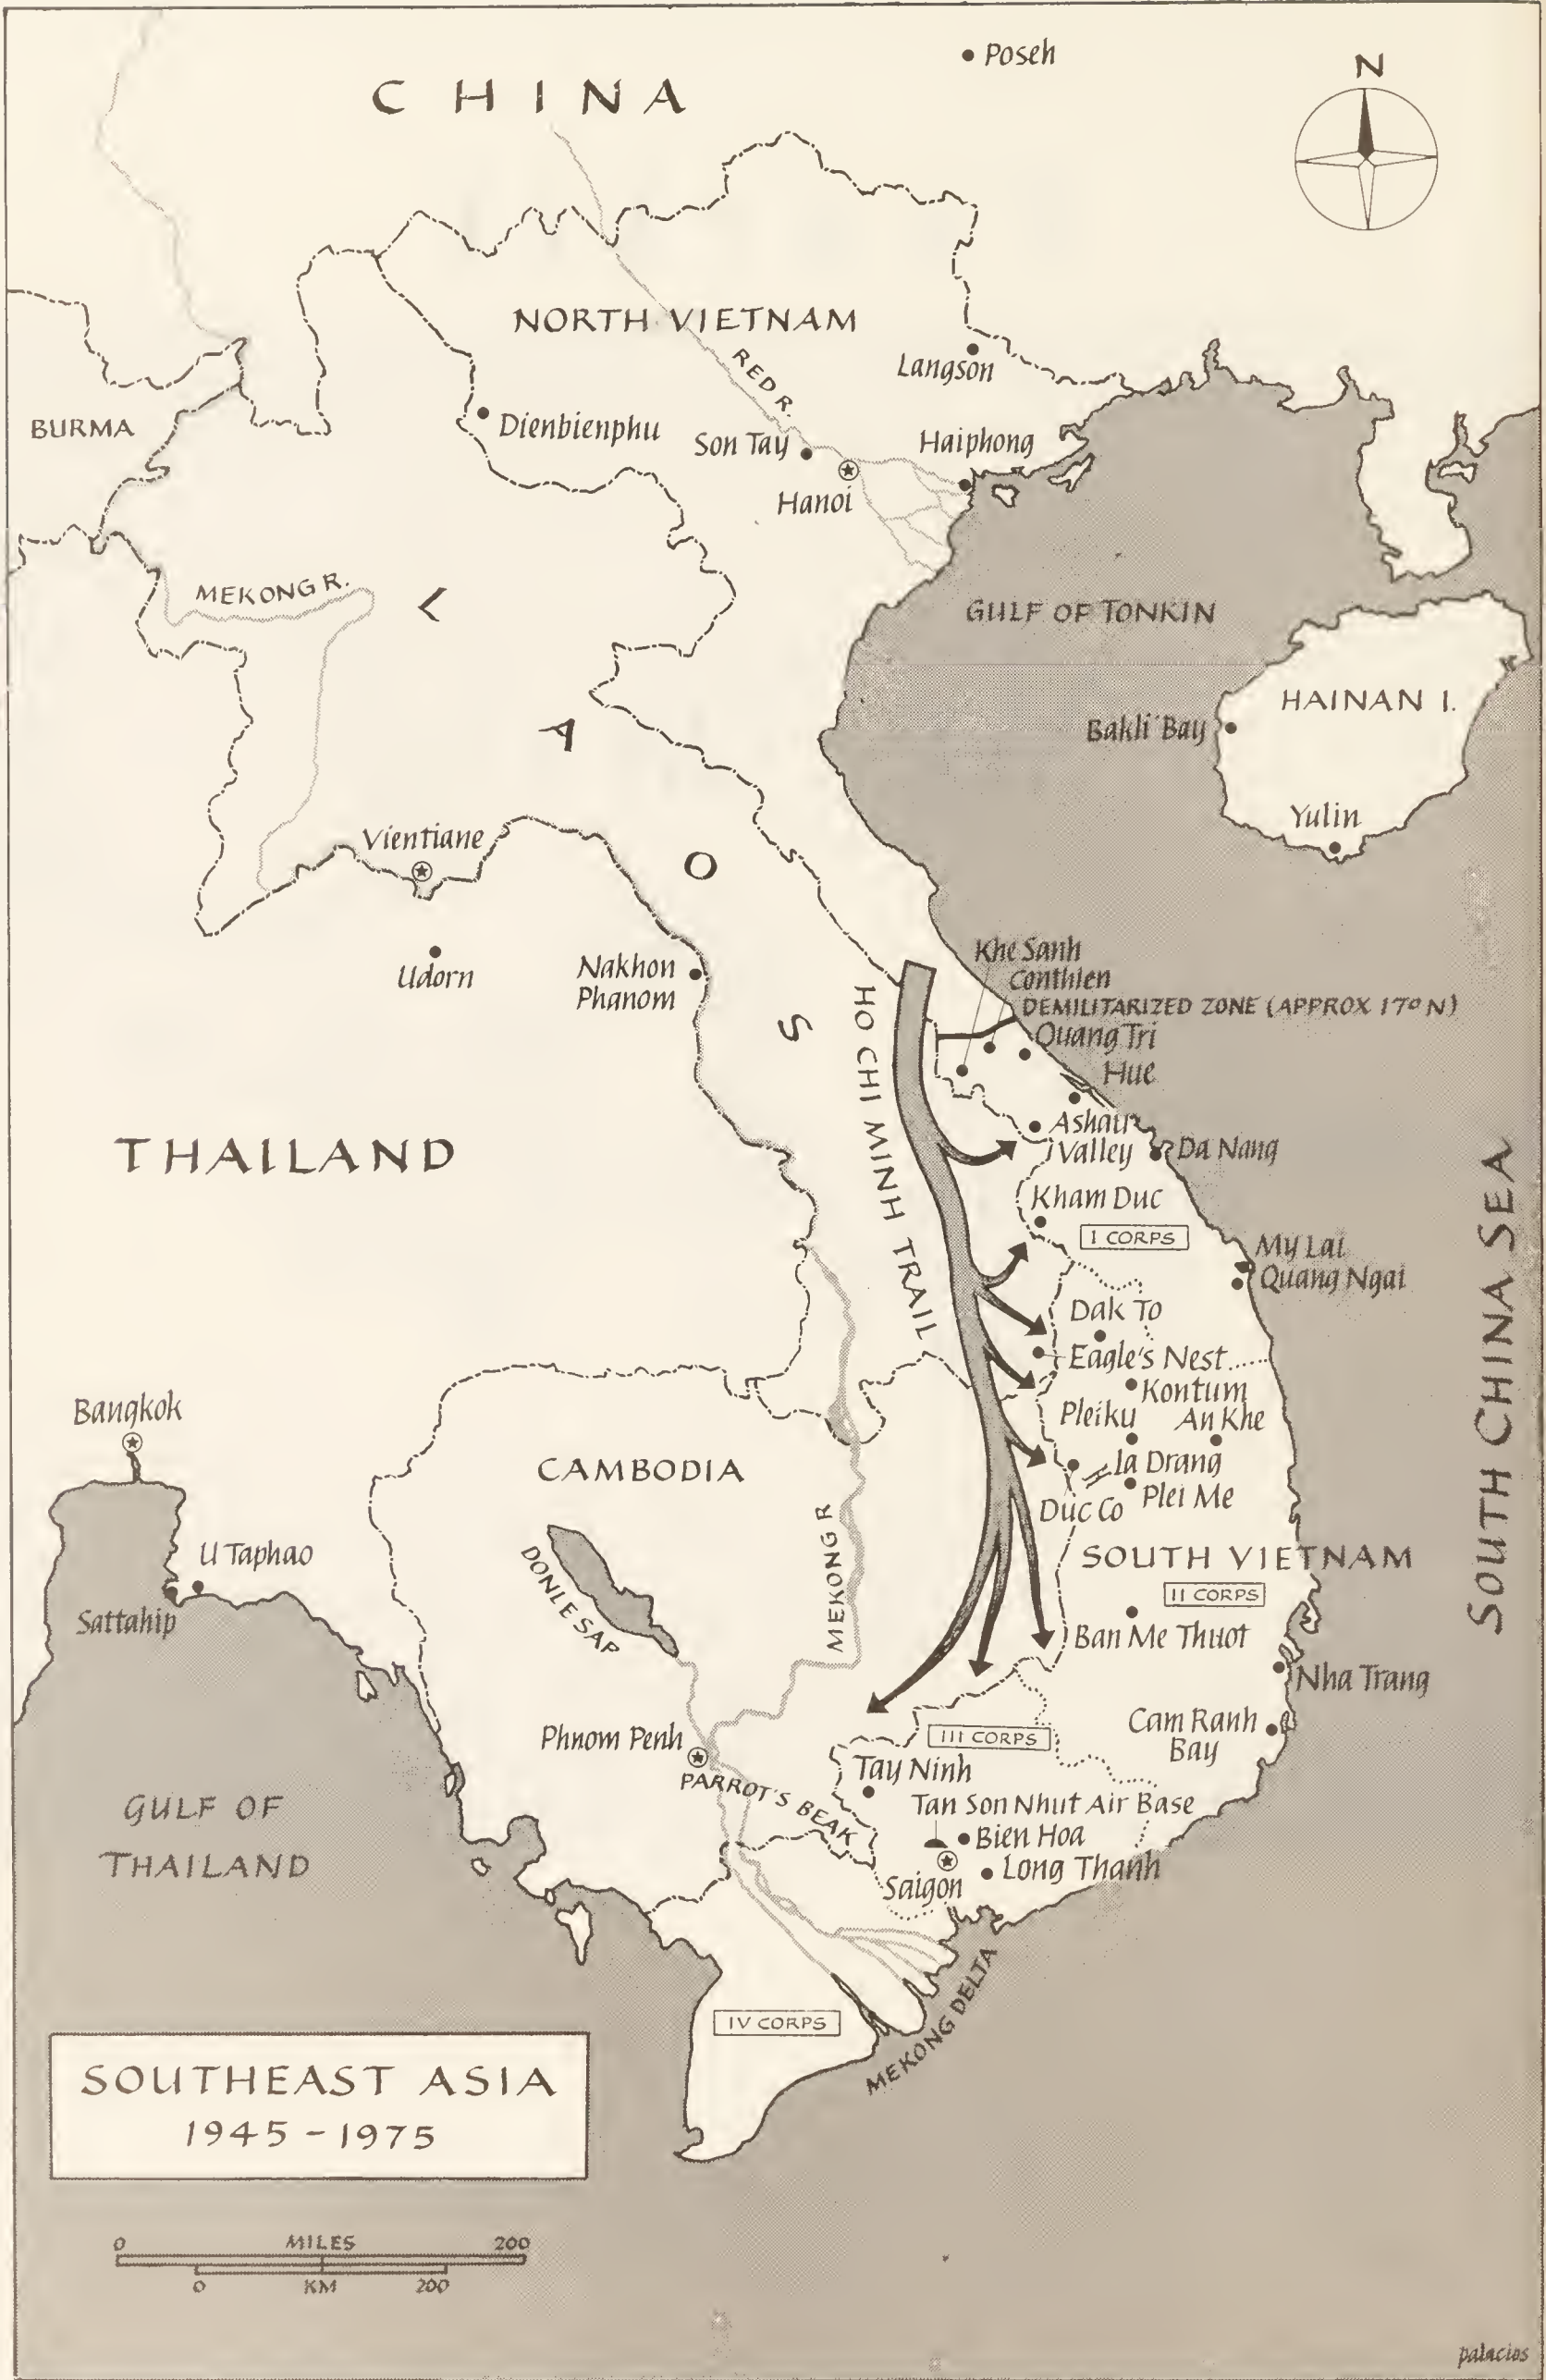 Poseh
N
CHINA
NORTH VIETNAM
RED R.
Langson
BURMA
Dienbienphu
Son Tay
Haiphong
Hanoi
MEKONG R.
GULF OF TONKIN
LAOS
HAINAN I.
Bakli Bay
Yulin
Vientiane
Udorn
Nakhon
Phanom
Khe Sanh
Conthien
DEMILITARIZED ZONE (APPROX 17° N)
Quang Tri
Hue
HO CHI MINH TRAIL
Ashau
Valley
Da Nang
THAILAND
Kham Duc
I CORPS
My Lai
Quang Ngai
SOUTH CHINA SEA
Dak To
Eagle's Nest
Kontum
Pleiku
An Khe
Bangkok
CAMBODIA
Ia Drang
Plei Me
Duc Co
U Taphao
DONLE SAP
MEKONG R
SOUTH VIETNAM
II CORPS
Sattahip
Ban Me Thuot
Nha Trang
Phnom Penh
III CORPS
Cam Ranh
Bay
PARROT'S BEAK
Tay Ninh
Tan Son Nhut Air Base
GULF OF
THAILAND
Bien Hoa
Saigon
Long Thanh
IV CORPS
MEKONG DELTA
SOUTHEAST ASIA
1945-1975
0 MILES 200
0 KM 200
palacios